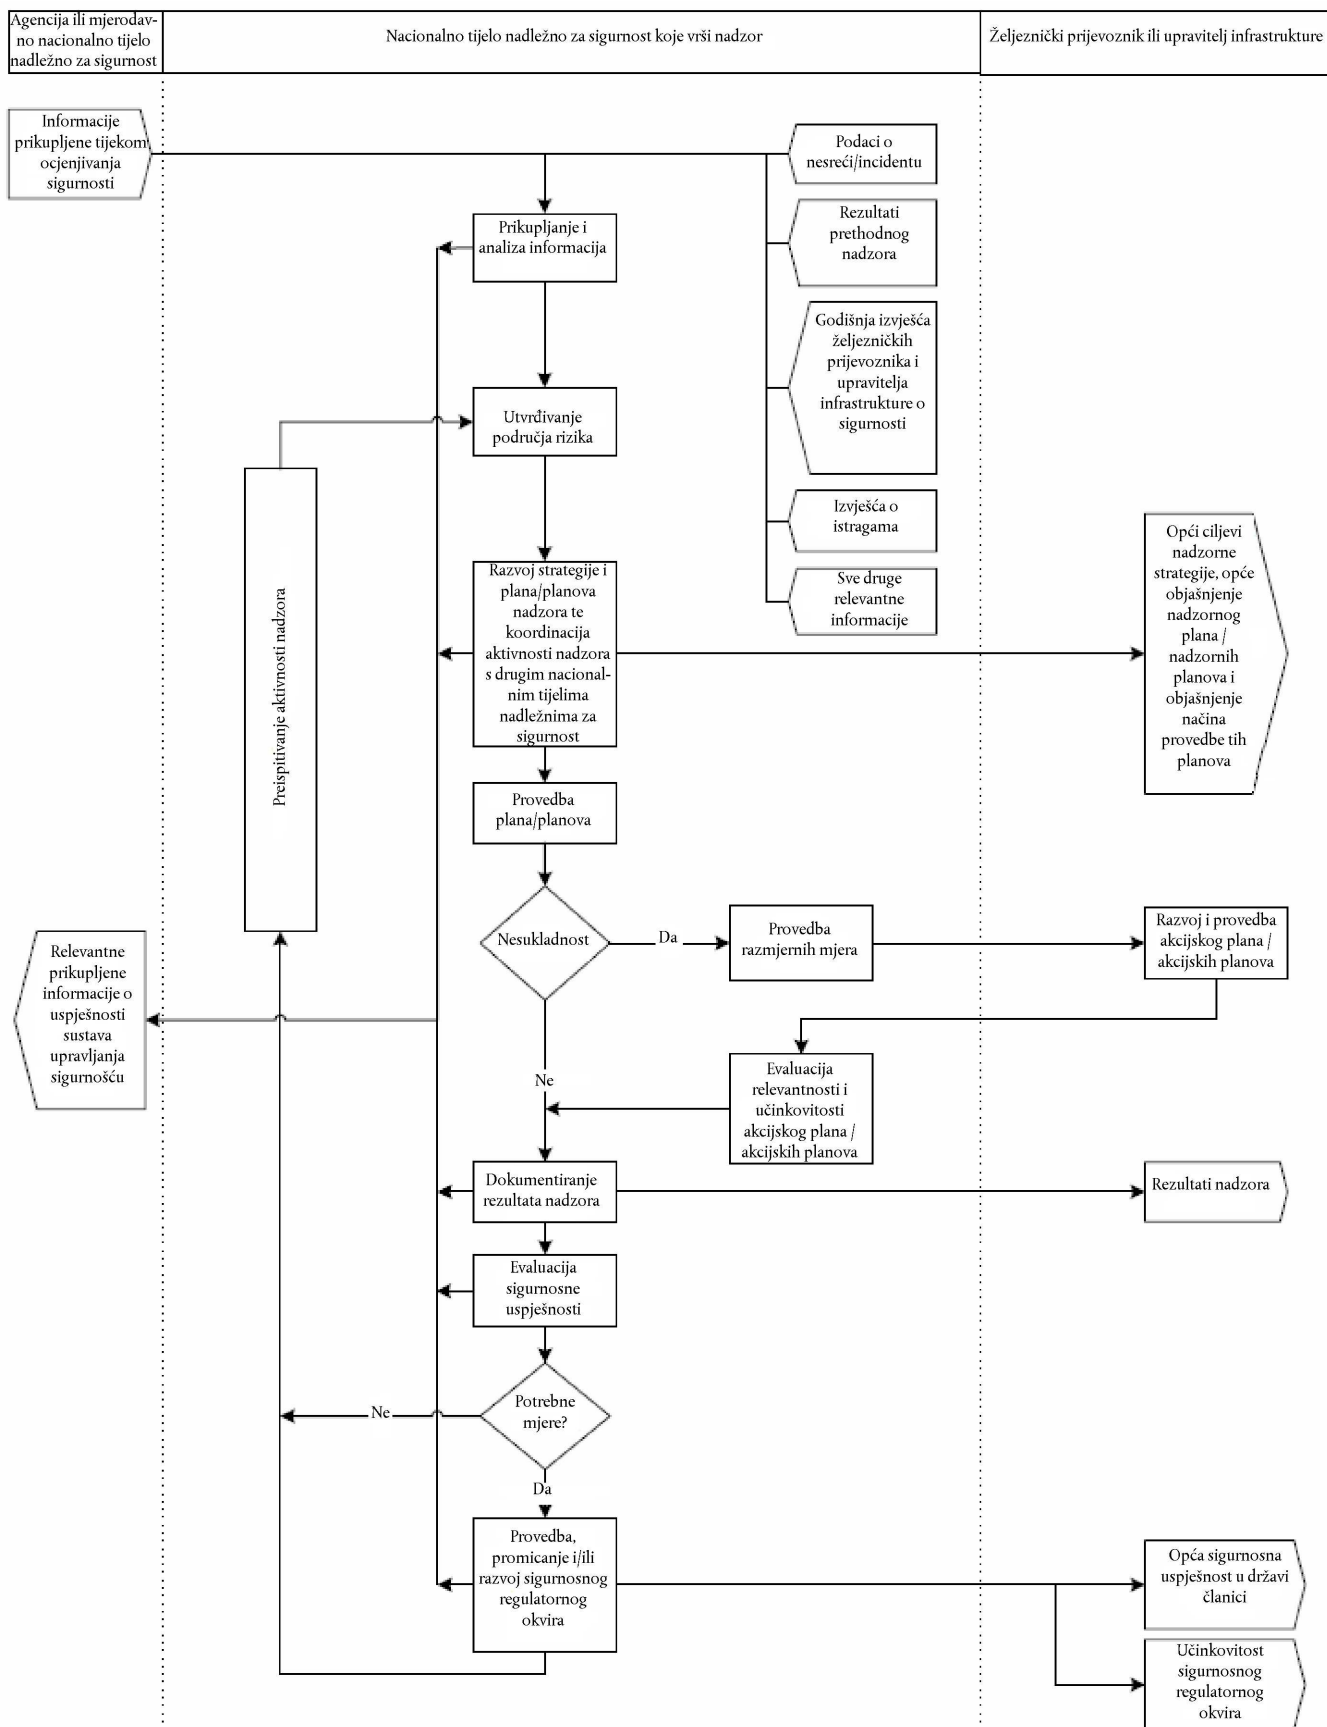 Agencija ili mjerodav-
no nacionalno tijelo
nadležno za sigurnost
Nacionalno tijelo nadležno za sigurnost koje vrši nadzor
Željeznički prijevoznik ili upravitelj infrastrukture
Informacije
prikupljene tijekom
ocjenjivanja
sigurnosti
Podaci o
nesreći/incidentu
Prikupljanje i
analiza informacija
Rezultati
prethodnog
nadzora
Godišnja izvješća
željezničkih
prijevoznika i
upravitelja
infrastrukture o
sigurnosti
Utvrđivanje
područja rizika
Izvješća o
istragama
Sve druge
relevantne
informacije
Razvoj strategije i
plana/planova
nadzora te
koordinacija
aktivnosti nadzora
s drugim nacional-
nim tijelima
nadležnima za
sigurnost
Opći ciljevi
nadzorne
strategije, opće
objašnjenje
nadzornog
plana /
nadzornih
planova i
objašnjenje
načina
provedbe tih
planova
Preispitivanje aktivnosti nadzora
Provedba
plana/planova
Nesukladnost
Da
Provedba
razmjernih mjera
Razvoj i provedba
akcijskog plana /
akcijskih planova
Relevantne
prikupljene
informacije o
uspješnosti
sustava
upravljanja
sigurnošću
Ne
Evaluacija
relevantnosti i
učinkovitosti
akcijskog plana /
akcijskih planova
Dokumentiranje
rezultata nadzora
Rezultati nadzora
Evaluacija
sigurnosne
uspješnosti
Potrebne
mjere?
Ne
Da
Provedba,
promicanje i/ili
razvoj sigurnosnog
regulatornog
okvira
Opća sigurnosna
uspješnost u državi
članici
Učinkovitost
sigurnosnog
regulatornog
okvira